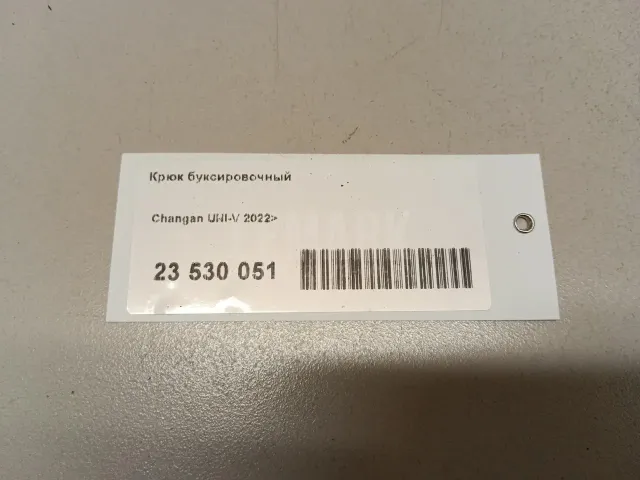 Крюк буксировочный
Changan UNI-V 2022>
23 530 051